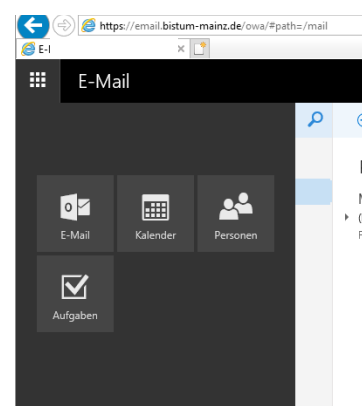 https://email.bistum-mainz.de/owa/#path=/mail
E-I
E-Mail
E-Mail
Kalender
Personen
Aufgaben